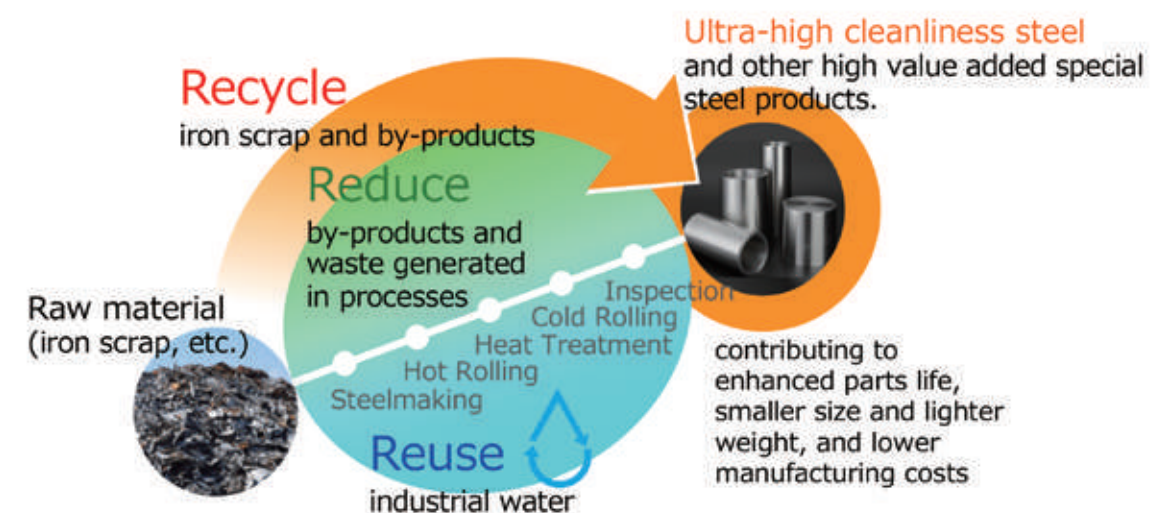 Ultra-high cleanliness steel
and other high value added special
steel products.
Recycle
iron scrap and by-products
Reduce
by-products and
waste generated
in processes
Raw material
(iron scrap, etc.)
Steelmaking
Hot Rolling
Heat Treatment
Cold Rolling
Inspection
Reuse
industrial water
contributing to
enhanced parts life,
smaller size and lighter
weight, and lower
manufacturing costs